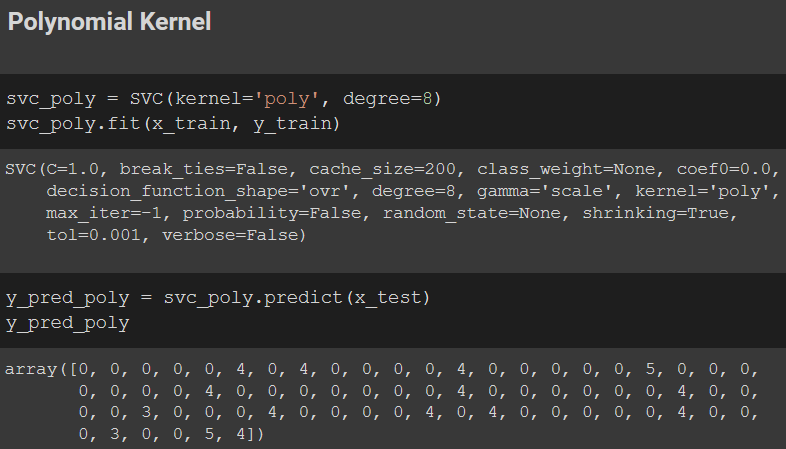 Polynomial Kernel
svc_poly = SVC(kernel='poly', degree=8)
svc_poly.fit(x_train, y_train)
SVC(C=1.0, break_ties=False, cache_size=200, class_weight=None, coef0=0.0,
    decision_function_shape='ovr', degree=8, gamma='scale', kernel='poly',
    max_iter=-1, probability=False, random_state=None, shrinking=True,
    tol=0.001, verbose=False)
y_pred_poly = svc_poly.predict(x_test)
y_pred_poly
array([0, 0, 0, 0, 0, 4, 0, 4, 0, 0, 0, 0, 4, 0, 0, 0, 0, 0, 5, 0, 0, 0,
       0, 0, 0, 0, 4, 0, 0, 0, 0, 0, 0, 0, 4, 0, 0, 0, 0, 0, 0, 4, 0, 0,
       0, 0, 3, 0, 0, 0, 4, 0, 0, 0, 0, 4, 0, 4, 0, 0, 0, 0, 0, 4, 0, 0,
       0, 3, 0, 0, 5, 4])